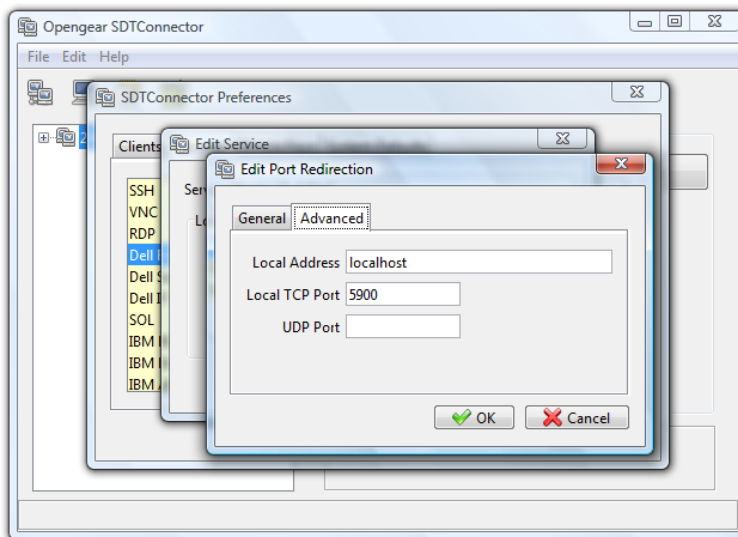 Opengear SDTConnector
File Edit Help
SDTConnector Preferences
Clients
Edit Service
Edit Port Redirection
SSH
VNC
RDP
Dell
Dell
Dell
SOL
IBM
IBM
IBM
General Advanced
Local Address localhost
Local TCP Port 5900
UDP Port
OK Cancel